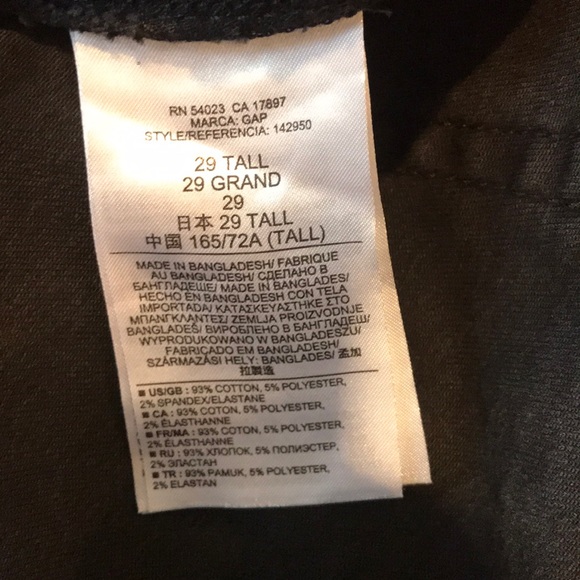 RN 54023 CA 17897
MARCA: GAP
STYLE/REFERENCIA: 142950
29 TALL
29 GRAND
29
日本 29 TALL
中国 165/72A (TALL)
MADE IN BANGLADESH/ FABRIQUE
AU BANGLADESH/ СДЕЛАНО В
БАНГЛАДЕШЕ/ MADE IN BANGLADESH/
HECHO EN BANGLADESH CON TELA
IMPORTADA/ ΚΑΤΑΣΚΕΥΑΣΤΗΚΕ ΣΤΟ
ΜΠΑΝΓΚΛΑΝΤΕΣ/ ZEMLJA PROIZVODNJE
BANGLADEŠ/ ВИРОБЛЕНО В БАНГЛАДЕШ/
WYPRODUKOWANO W BANGLADESZU/
FABRICADO EM BANGLADESH/
SZÁRMAZÁSI HELY: BANGLADES/ 孟加
拉製造
■ US/GB : 93% COTTON, 5% POLYESTER,
2% SPANDEX/ELASTANE
■ CA : 93% COTON, 5% POLYESTER,
2% ÉLASTHANNE
■ FR/MA : 93% COTON, 5% POLYESTER,
2% ÉLASTHANNE
■ RU : 93% ХЛОПОК, 5% ПОЛИЭСТЕР,
2% ЭЛАСТАН
■ TR : 93% PAMUK, 5% POLYESTER,
2% ELASTAN